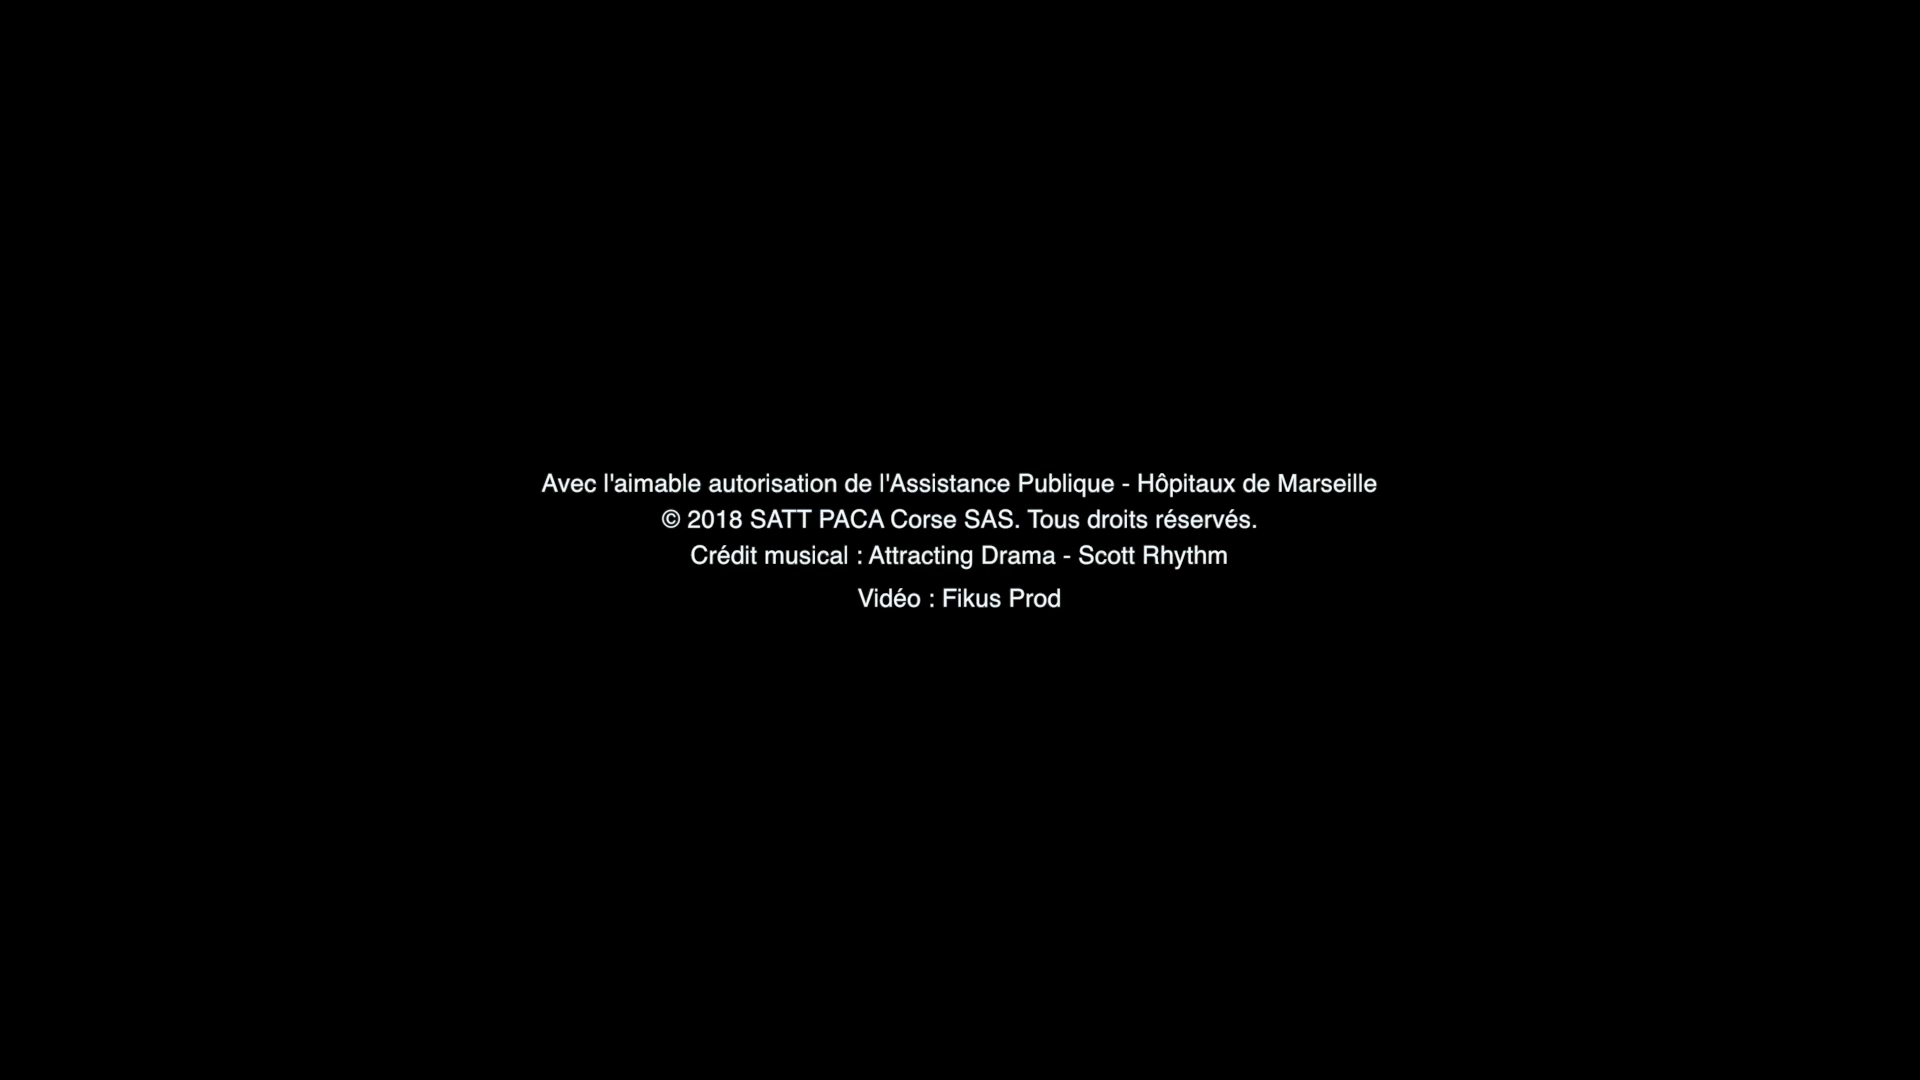 Avec l'aimable autorisation de l'Assistance Publique - Hôpitaux de Marseille
© 2018 SATT PACA Corse SAS. Tous droits réservés.
Crédit musical : Attracting Drama - Scott Rhythm
Vidéo : Fikus Prod